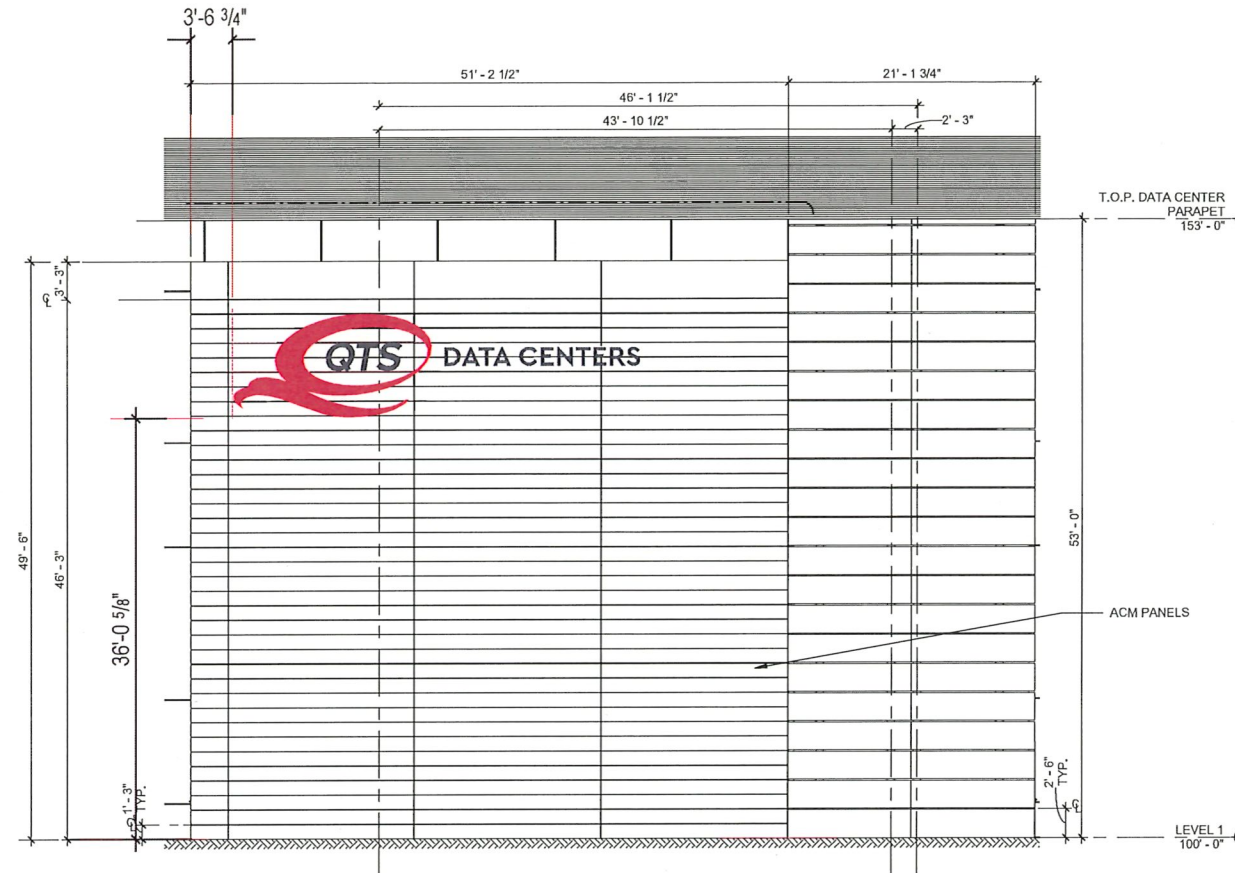 3'-6 3/4"
51' - 2 1/2"
21' - 1 3/4"
46' - 1 1/2"
43' - 10 1/2"
2' - 3"
T.O.P. DATA CENTER
PARAPET
153' - 0"
3' - 3"
QTS DATA CENTERS
49' - 6"
46' - 3"
36'-0 5/8"
53' - 0"
ACM PANELS
1' - 3"
TYP.
2' - 6"
TYP.
LEVEL 1
100' - 0"